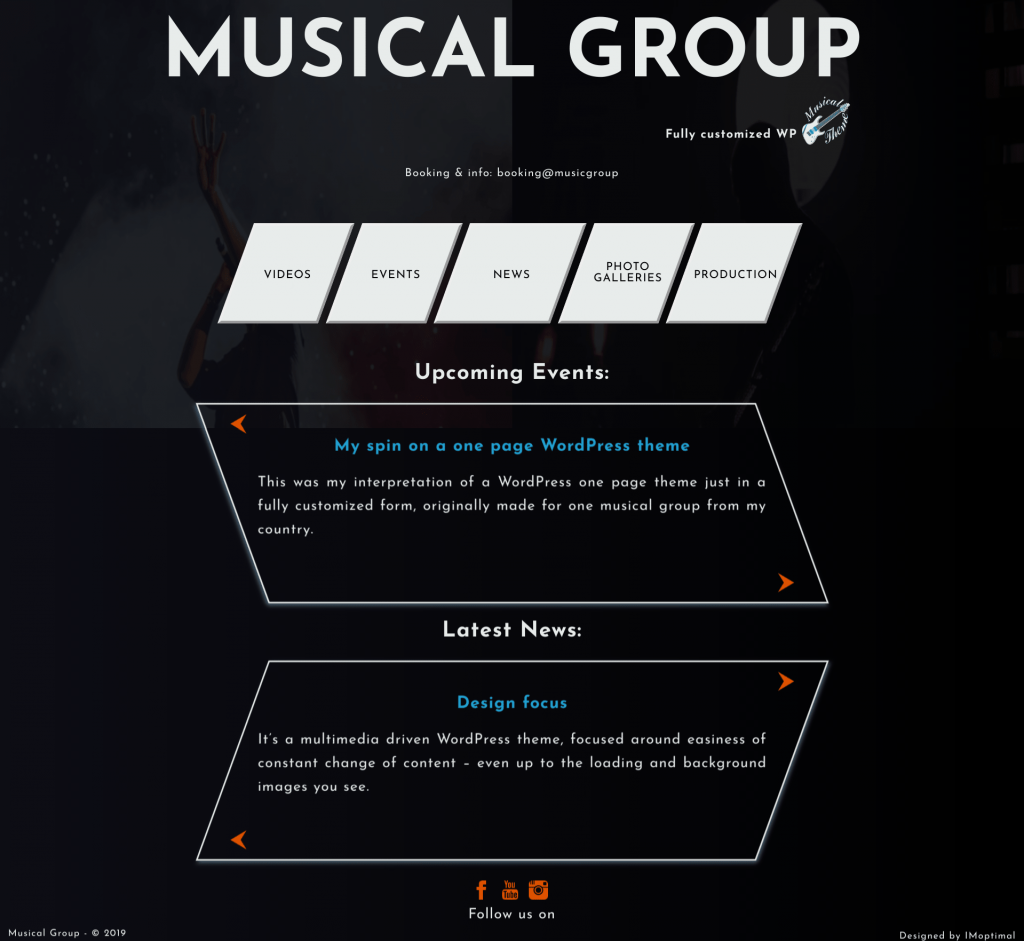 MUSICAL GROUP
Musical
Fully customized WP
Theme
Booking & info: booking@musicgroup
VIDEOS
EVENTS
NEWS
PHOTO
GALLERIES
PRODUCTION
Upcoming Events:
My spin on a one page WordPress theme
This was my interpretation of a WordPress one page theme just in a
fully customized form, originally made for one musical group from my
country.
Latest News:
Design focus
It's a multimedia driven WordPress theme, focused around easiness of
constant change of content – even up to the loading and background
images you see.
You
Tube
Follow us on
Musical Group - © 2019
Designed by IMoptimal